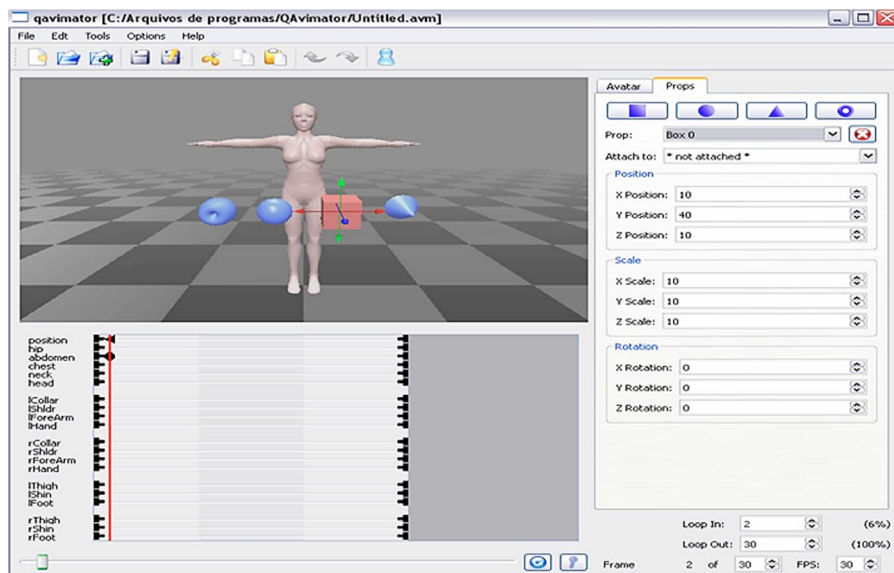 qavimator [C:/Arquivos de programas/QAvimator/Untitled.avm]
File Edt Tools Options Help
Avatar Props
Prop: Box 0
Attach to: * not attached *
Position
X Position: 10
Y Position: 40
Z Position: 10
Scale
X Scale: 10
Y Scale: 10
Z Scale: 10
Rotation
X Rotation: 0
Y Rotation: 0
Z Rotation: 0
position
hip
abdomen
chest
neck
head
lCollar
lShldr
lForeArm
lHand
rCollar
rShldr
rForeArm
rHand
lThigh
lShin
lFoot
rThigh
rShin
rFoot
Loop In: 2 (6%)
Loop Out: 30 (100%)
Frame 2 of 30 FPS: 30